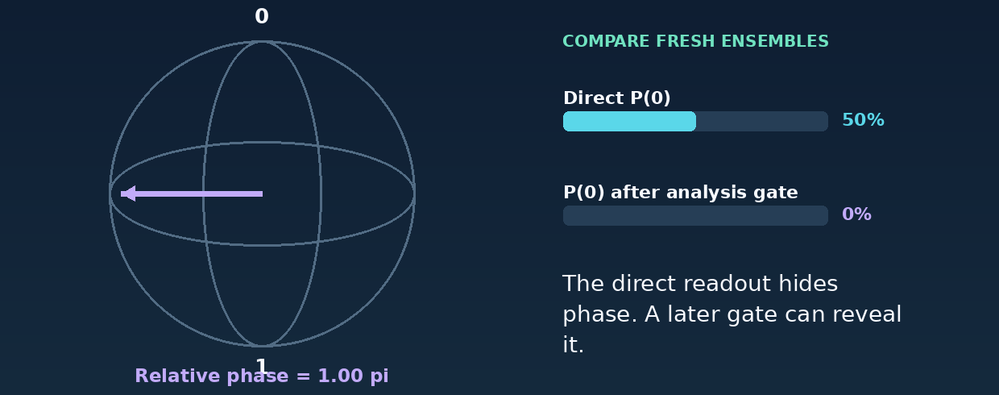 0
1
Relative phase = 1.00 pi
COMPARE FRESH ENSEMBLES
Direct P(0)
50%
P(0) after analysis gate
0%
The direct readout hides
phase. A later gate can reveal
it.